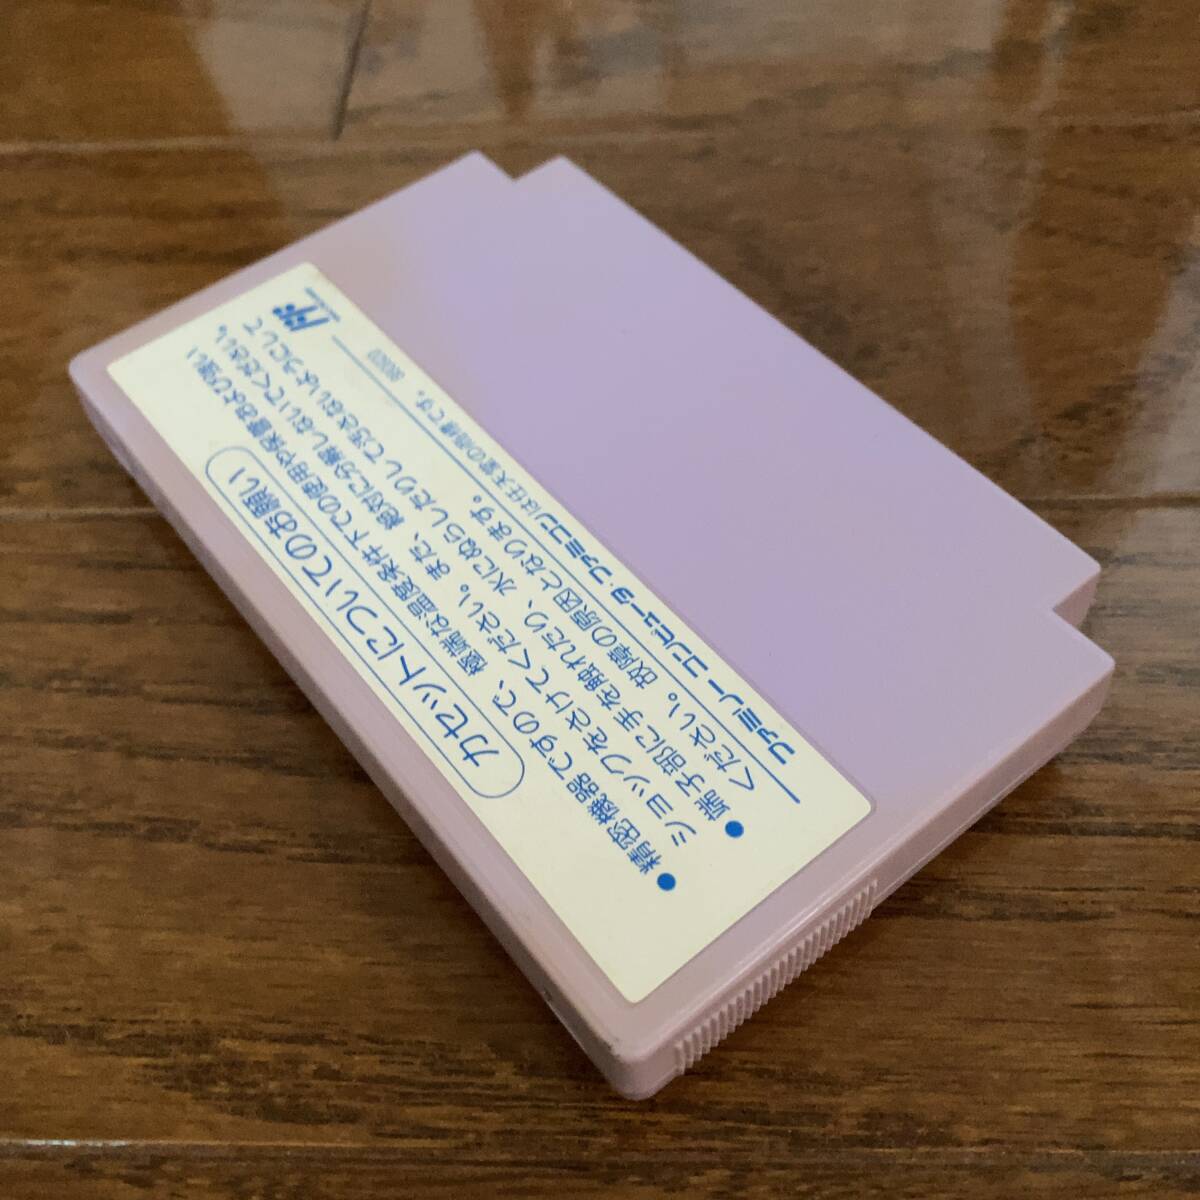 カセットについてのお願い
●精密機器ですので、極端な温度条件下での使用や保管および強い
ショックをさけてください。また、絶対に分解しないでください。
●端子部に手を触れたり、水にぬらしたりして汚さないようにして
ください。故障の原因となります。
ファミリーコンピュータ・ファミコンは任天堂の商標です。
FF